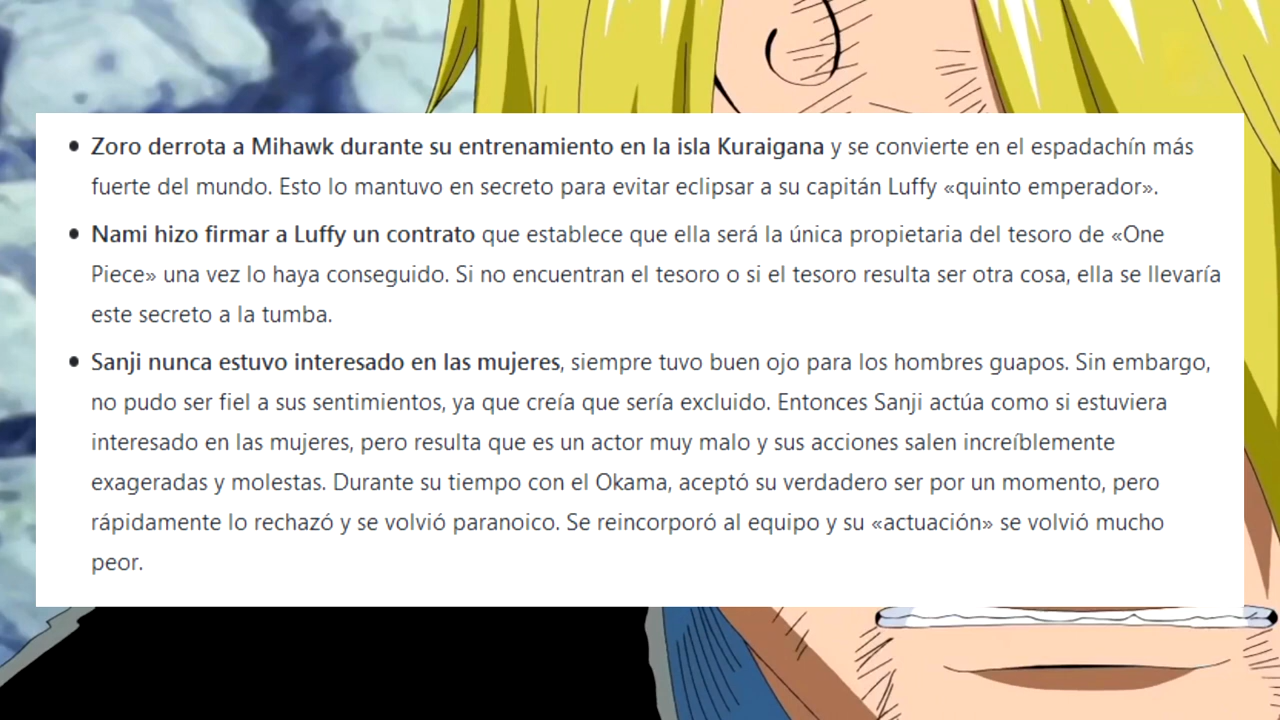 Zoro derrota a Mihawk durante su entrenamiento en la isla Kuraigana y se convierte en el espadachín más
fuerte del mundo. Esto lo mantuvo en secreto para evitar eclipsar a su capitán Luffy «quinto emperador».
Nami hizo firmar a Luffy un contrato que establece que ella será la única propietaria del tesoro de «One
Piece» una vez lo haya conseguido. Si no encuentran el tesoro o si el tesoro resulta ser otra cosa, ella se llevaría
este secreto a la tumba.
Sanji nunca estuvo interesado en las mujeres, siempre tuvo buen ojo para los hombres guapos. Sin embargo,
no pudo ser fiel a sus sentimientos, ya que creía que sería excluido. Entonces Sanji actúa como si estuviera
interesado en las mujeres, pero resulta que es un actor muy malo y sus acciones salen increíblemente
exageradas y molestas. Durante su tiempo con el Okama, aceptó su verdadero ser por un momento, pero
rápidamente lo rechazó y se volvió paranoico. Se reincorporó al equipo y su «actuación» se volvió mucho
peor.